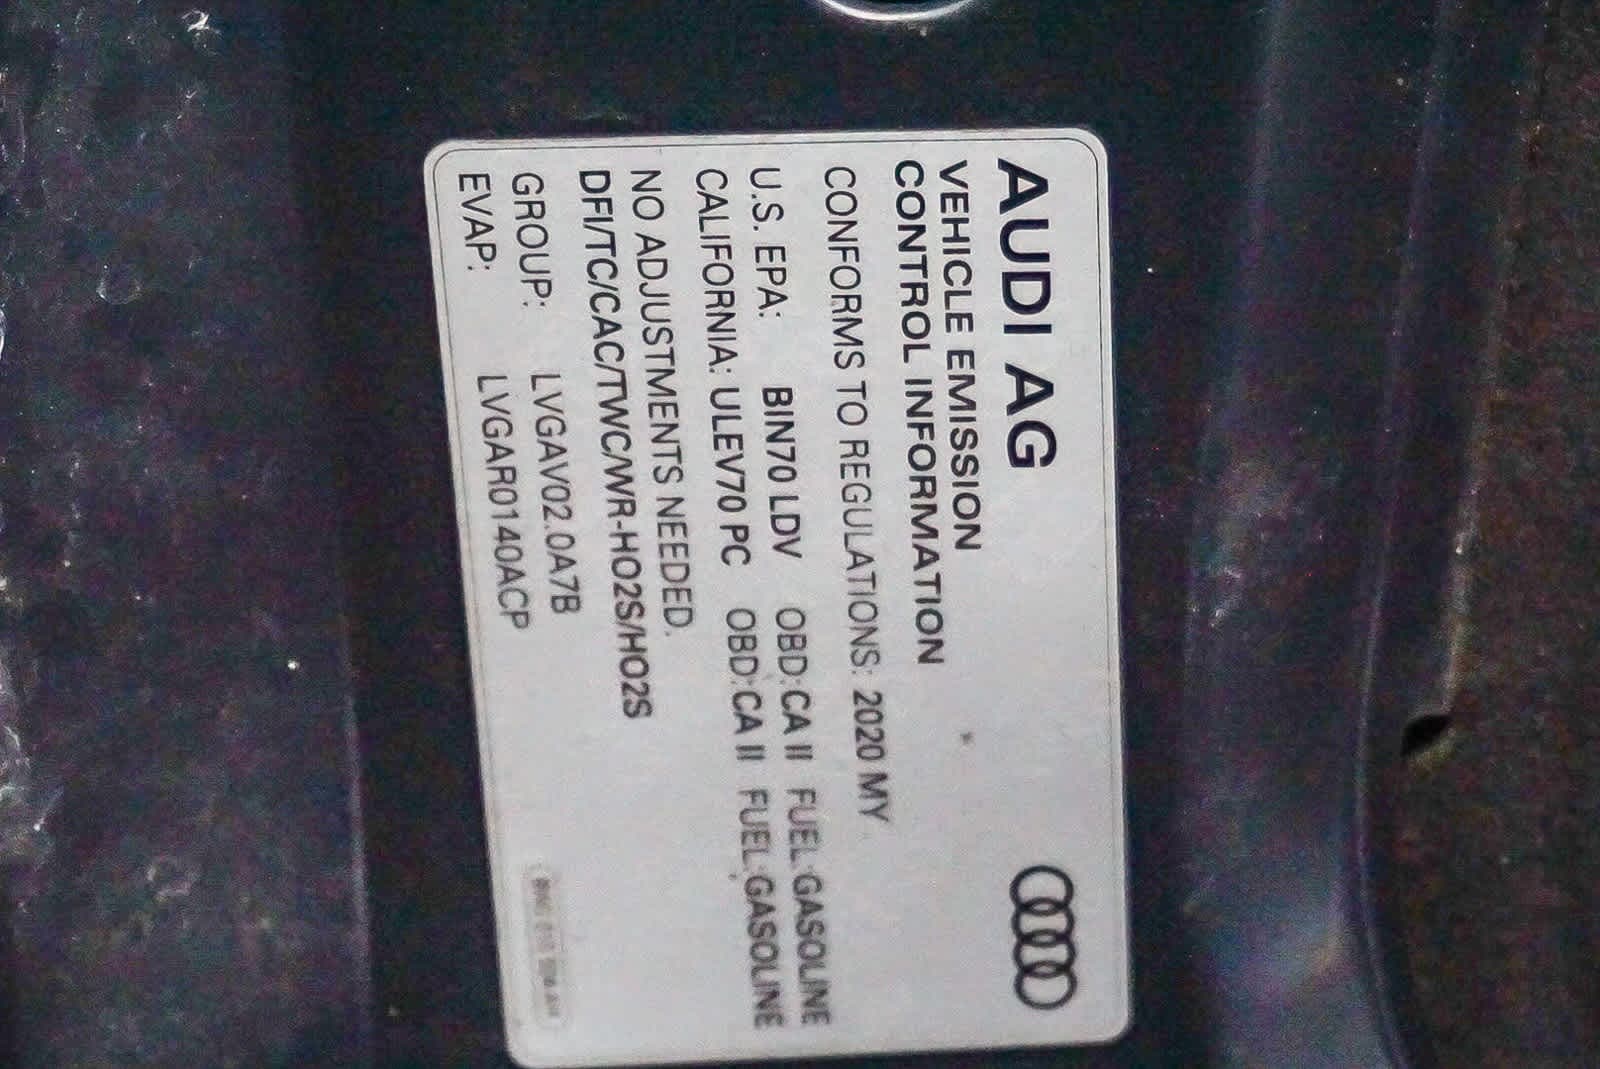 AUDI AG
VEHICLE EMISSION
CONTROL INFORMATION
CONFORMS TO REGULATIONS: 2020 MY
U.S. EPA: BIN70 LDV OBD:CA II FUEL:GASOLINE
CALIFORNIA: ULEV70 PC OBD:CA II FUEL:GASOLINE
NO ADJUSTMENTS NEEDED.
DFI/TC/CAC/TWC/WR-HO2S/HO2S
GROUP: LVGAV02.0A7B
EVAP: LVGAR0140ACP